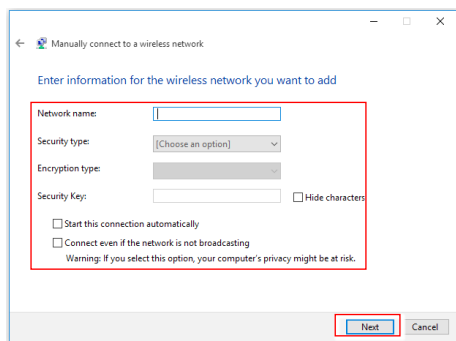 Manually connect to a wireless network
Enter information for the wireless network you want to add
Network name:
Security type: [Choose an option]
Encryption type:
Security Key: Hide characters
Start this connection automatically
Connect even if the network is not broadcasting
Warning: If you select this option, your computer's privacy might be at risk.
Next Cancel